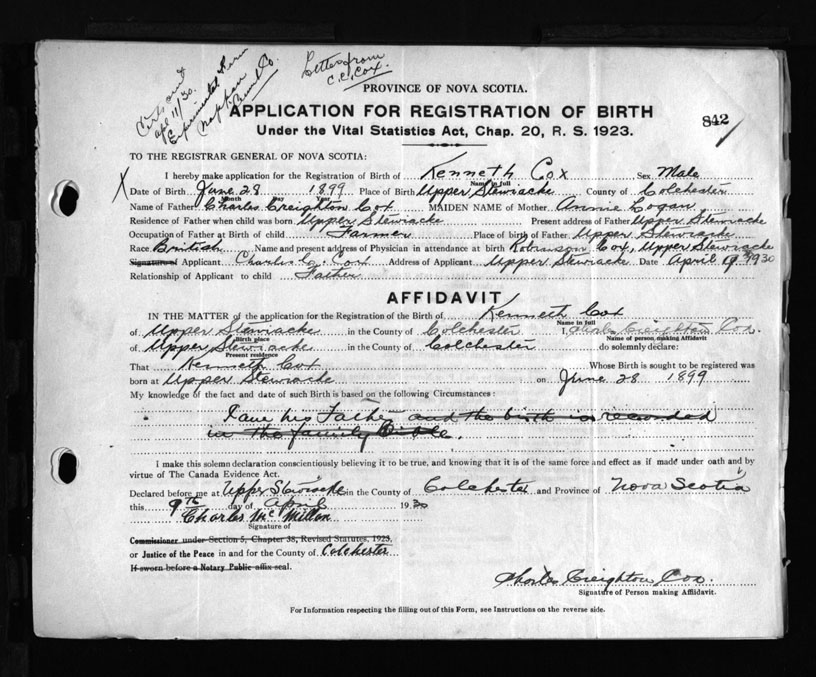 Certs sent
Apl 11/30.
Experimental Farm
Nappan
Cumb. Co.
Letter from
C.C. Cox.
PROVINCE OF NOVA SCOTIA.
APPLICATION FOR REGISTRATION OF BIRTH
842
Under the Vital Statistics Act, Chap. 20, R. S. 1923.
TO THE REGISTRAR GENERAL OF NOVA SCOTIA:
I hereby make application for the Registration of Birth of Kenneth Cox Sex Male
Name in full
X Date of Birth June 28 1899 Place of Birth Upper Stewiacke County of Colchester
Month Day Year
Name of Father Charles Creighton Cox MAIDEN NAME of Mother Annie Logan
Residence of Father when child was born Upper Stewiacke Present address of Father Upper Stewiacke
Occupation of Father at Birth of child Farmer Place of birth of Father Upper Stewiacke
Race British Name and present address of Physician in attendance at birth Robinson Cox, Upper Stewiacke
Signature of Applicant Charles C. Cox Address of Applicant Upper Stewiacke Date April 9th 1930
Relationship of Applicant to child Father
AFFIDAVIT
IN THE MATTER of the application for the Registration of the Birth of Kenneth Cox
Name in full
of Upper Stewiacke in the County of Colchester I, Charles Creighton Cox.
Birth place
Name of person making Affidavit
of Upper Stewiacke in the County of Colchester do solemnly declare:
Present residence
That Kenneth Cox Whose Birth is sought to be registered was
born at Upper Stewiacke on June 28 1899
My knowledge of the fact and date of such Birth is based on the following Circumstances:
I am his Father and the birth is recorded
in the family Bible.
I make this solemn declaration conscientiously believing it to be true, and knowing that it is of the same force and effect as if made under oath and by
virtue of The Canada Evidence Act.
Declared before me at Uppr Stewiacke in the County of Colchester and Province of Nova Scotia
this 9th day of April 1930
Charles McMillan
Signature of
Commissioner under Section 5, Chapter 38, Revised Statutes, 1923.
or Justice of the Peace in and for the County of Colchester
If sworn before a Notary Public affix seal.
Charles Creighton Cox.
Signature of Person making Affidavit.
For Information respecting the filling out of this Form, see Instructions on the reverse side.